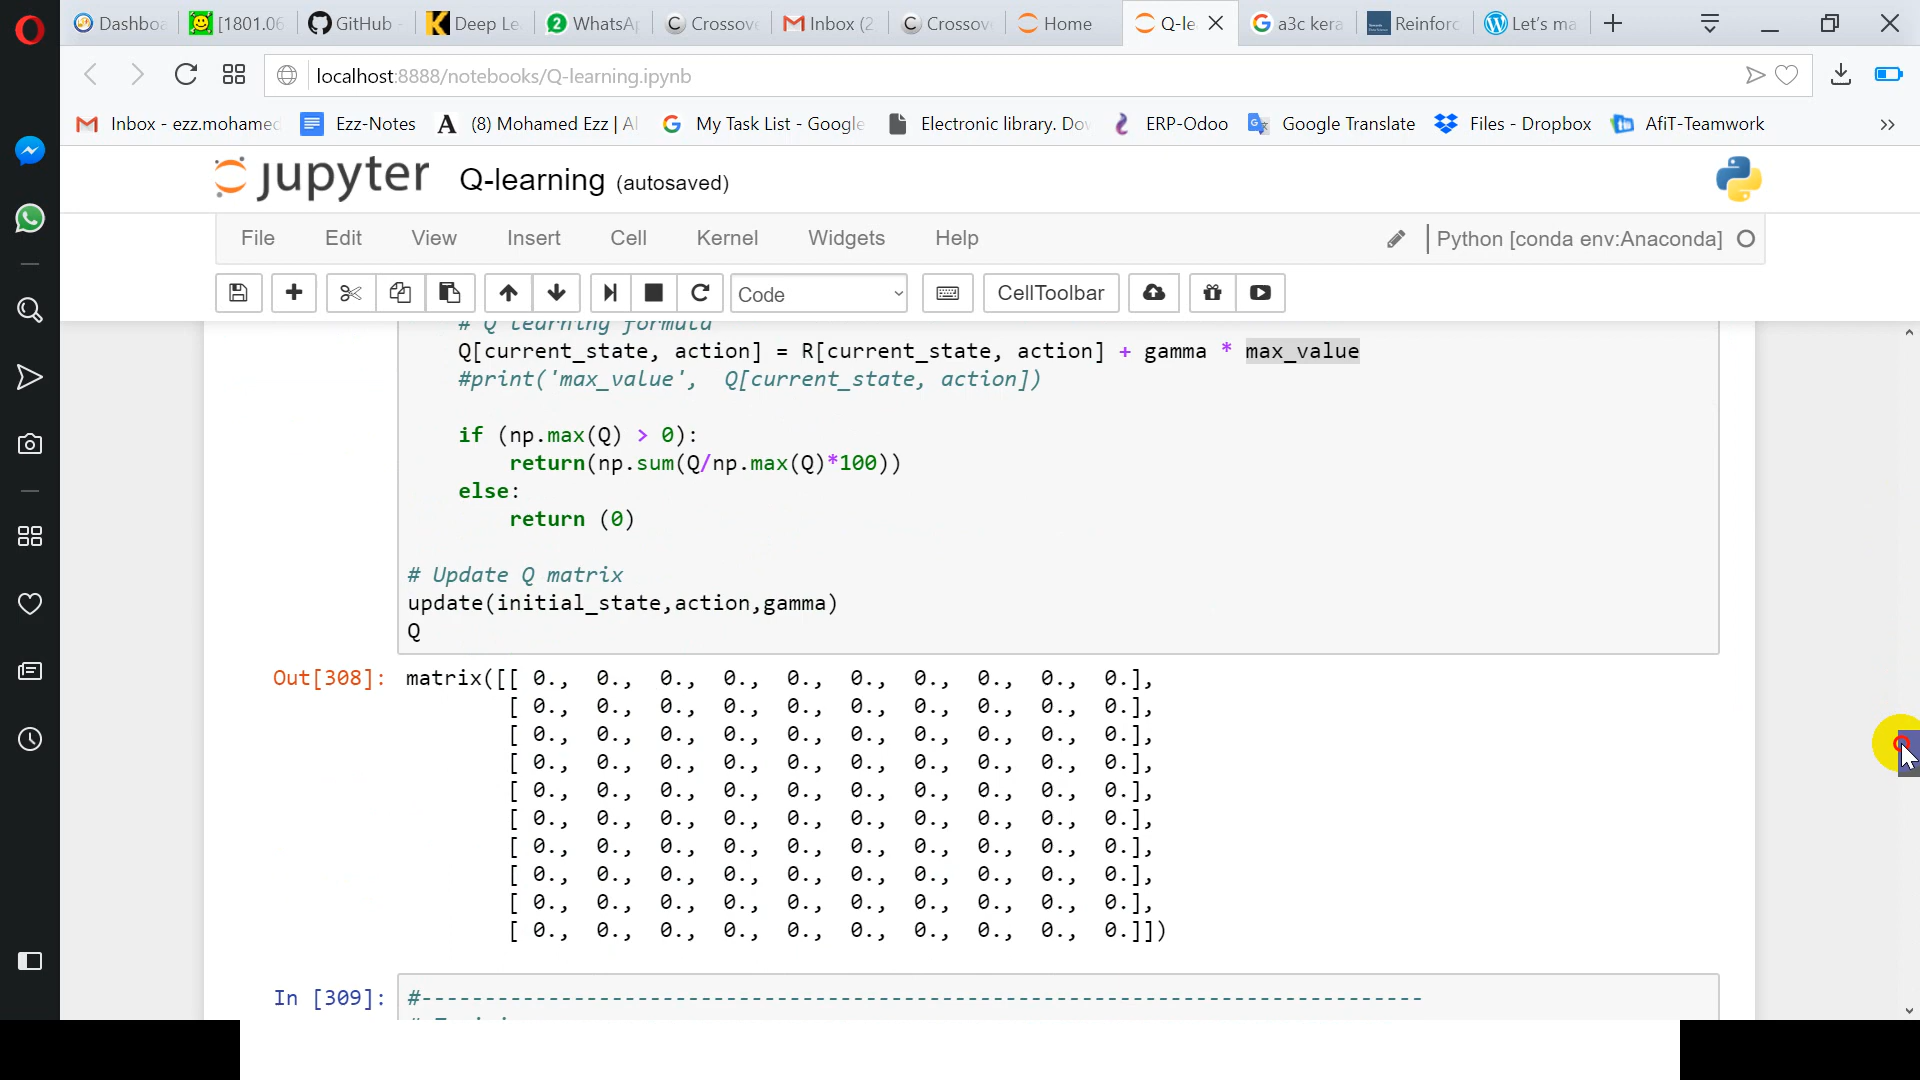 Dashboa
[1801.06
GitHub -
Deep Le
2 WhatsA
Crossov
Inbox (2
Crossov
Home
Q-le
a3c kera
Reinforc
Let's ma
localhost:8888/notebooks/Q-learning.ipynb
Inbox - ezz.mohamed
Ezz-Notes
(8) Mohamed Ezz | Al
My Task List - Google
Electronic library. Dov
ERP-Odoo
Google Translate
Files - Dropbox
AfiT-Teamwork
jupyter Q-learning (autosaved)
File Edit View Insert Cell Kernel Widgets Help
Python [conda env:Anaconda]
Code
CellToolbar
# Q learning formula
Q[current_state, action] = R[current_state, action] + gamma * max_value
#print('max_value',  Q[current_state, action])
if (np.max(Q) > 0):
return(np.sum(Q/np.max(Q)*100))
else:
return (0)
# Update Q matrix
update(initial_state,action,gamma)
Q
Out[308]: matrix([[ 0., 0., 0., 0., 0., 0., 0., 0., 0., 0.],
[ 0., 0., 0., 0., 0., 0., 0., 0., 0., 0.],
[ 0., 0., 0., 0., 0., 0., 0., 0., 0., 0.],
[ 0., 0., 0., 0., 0., 0., 0., 0., 0., 0.],
[ 0., 0., 0., 0., 0., 0., 0., 0., 0., 0.],
[ 0., 0., 0., 0., 0., 0., 0., 0., 0., 0.],
[ 0., 0., 0., 0., 0., 0., 0., 0., 0., 0.],
[ 0., 0., 0., 0., 0., 0., 0., 0., 0., 0.],
[ 0., 0., 0., 0., 0., 0., 0., 0., 0., 0.],
[ 0., 0., 0., 0., 0., 0., 0., 0., 0., 0.]])
In [309]: #-------------------------------------------------------------------------------